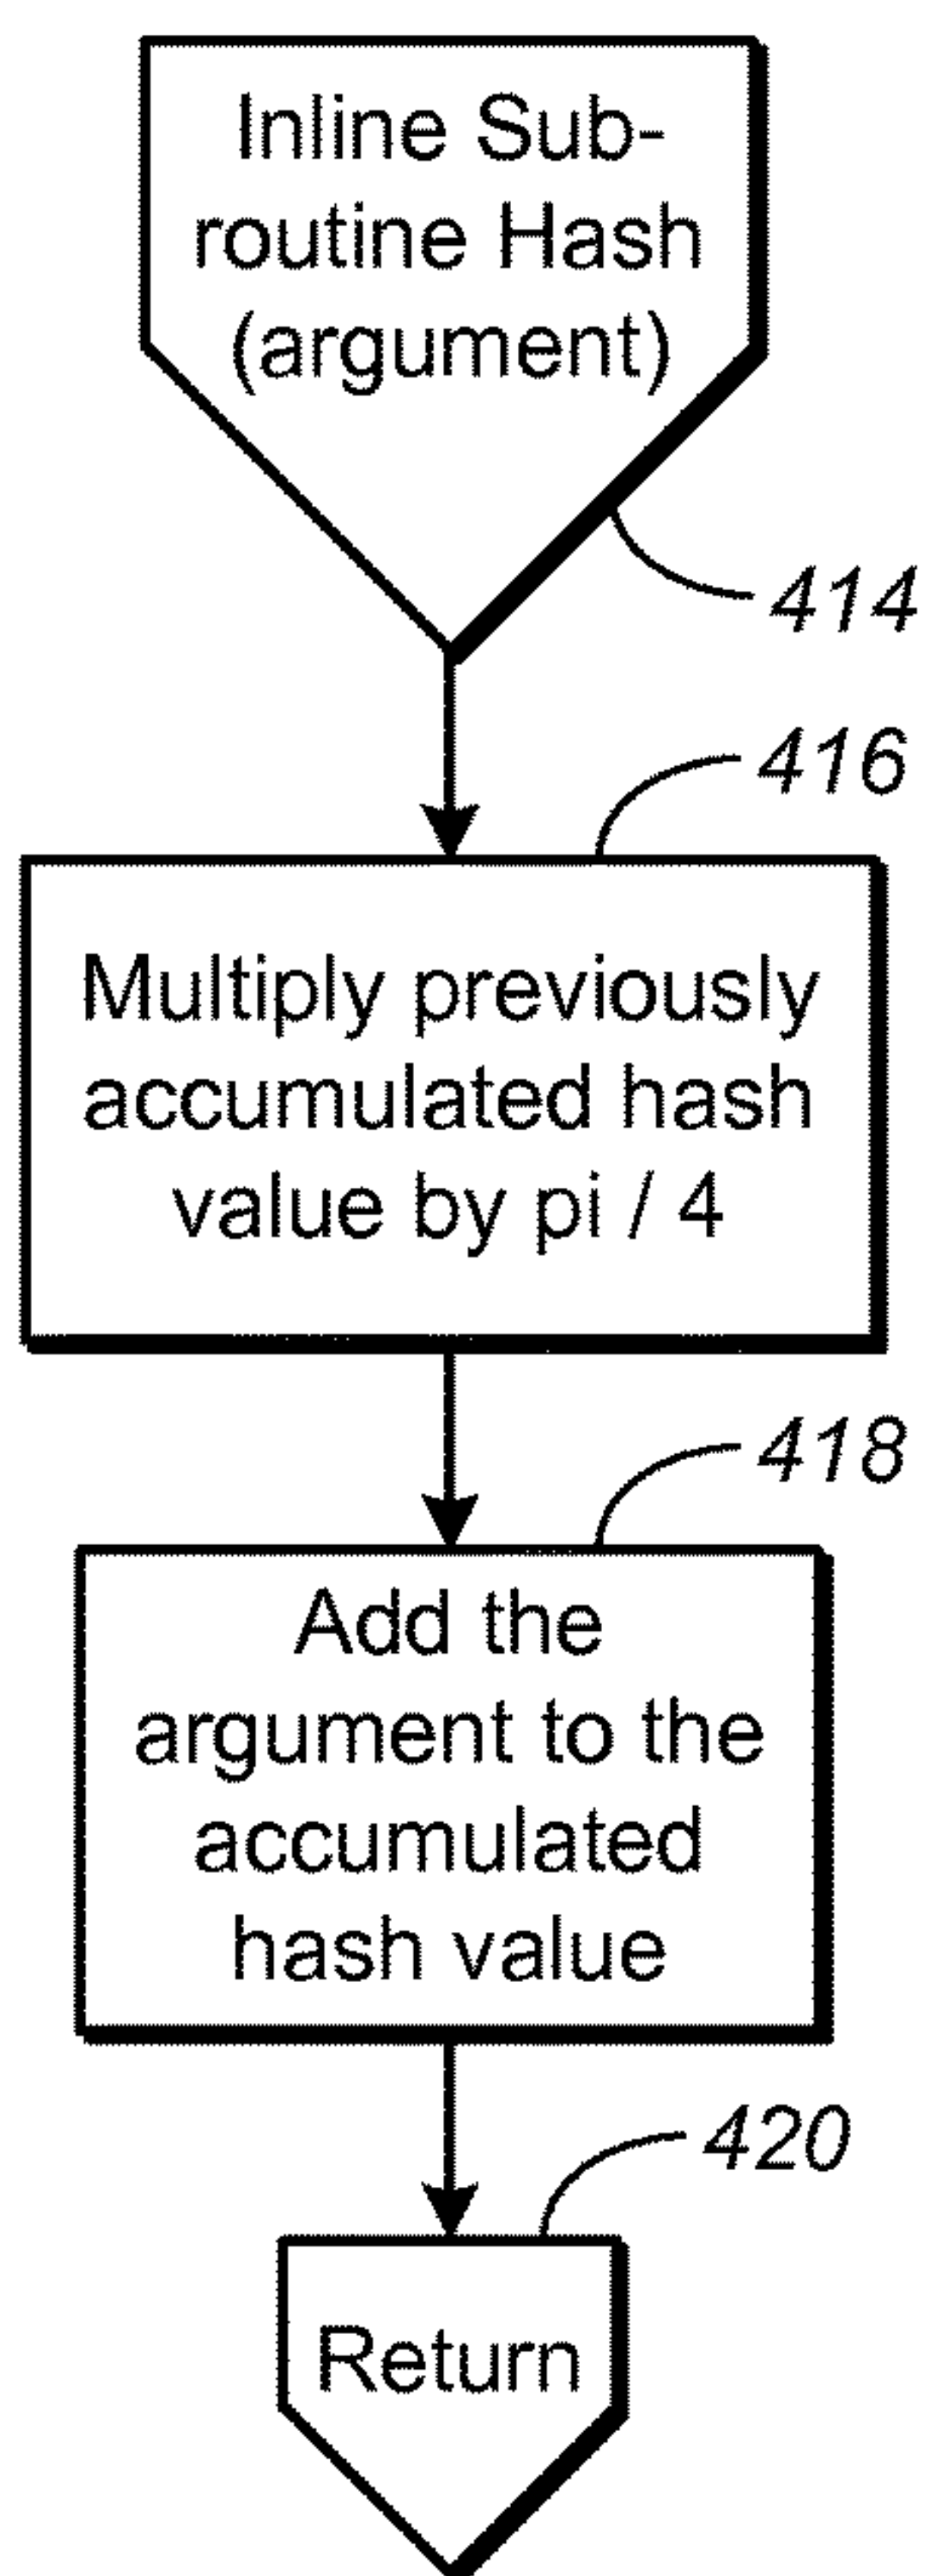 Inline Sub-
routine Hash
(argument)
414
416
Multiply previously
accumulated hash
value by pi / 4
418
Add the
argument to the
accumulated
hash value
420
Return